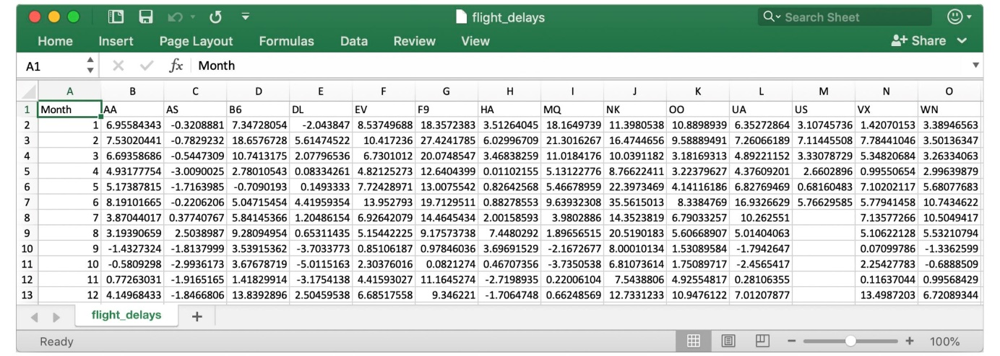 flight_delays
Search Sheet
Home Insert Page Layout Formulas Data Review View Share
A1 fx Month
A B C D E F G H I J K L M N O
1 Month AA AS B6 DL EV F9 HA MQ NK OO UA US VX WN
2 1 6.95584343 -0.3208881 7.34728054 -2.043847 8.53749688 18.3572383 3.51264045 18.1649739 11.3980538 10.8898939 6.35272864 3.10745736 1.42070153 3.38946563
3 2 7.53020441 -0.7829232 18.6576728 5.61474522 10.417236 27.4241785 6.02996709 21.3016267 16.4744656 9.58889491 7.26066189 7.11445508 7.78441046 3.50136347
4 3 6.69358686 -0.5447309 10.7413175 2.07796536 6.7301012 20.0748547 3.46838259 11.0184176 10.0391182 3.18169313 4.89221152 3.33078729 5.34820684 3.26334063
5 4 4.93177754 -3.0090025 2.78010543 0.08334261 4.82125273 12.6404399 0.01102155 5.13122776 8.76622411 3.22379627 4.37609201 2.6602896 0.99550654 2.99639879
6 5 5.17387815 -1.7163985 -0.7090193 0.1493333 7.72428971 13.0075542 0.82642568 5.46678959 22.3973469 4.14116186 6.82769469 0.68160483 7.10202117 5.68077683
7 6 8.19101665 -0.2206206 5.04715454 4.41959354 13.952793 19.7129511 0.88278553 9.63932308 35.5615013 8.3384769 16.9326629 5.76629585 5.77941458 10.7434622
8 7 3.87044017 0.37740767 5.84145366 1.20486154 6.92642079 14.4645434 2.00158593 3.9802886 14.3523819 6.79033257 10.262551 7.13577266 10.5049417
9 8 3.19390659 2.5038987 9.28094954 0.65311435 5.15442225 9.17573738 7.4480292 1.89656515 20.5190183 5.60668907 5.01404063 5.10622128 5.53210794
10 9 -1.4327324 -1.8137999 3.53915362 -3.7033773 0.85106187 0.97846036 3.69691529 -2.1672677 8.00010134 1.53089584 -1.7942647 0.07099786 -1.3362599
11 10 -0.5809298 -2.9936173 3.67678719 -5.0115163 2.30376016 0.0821274 0.46707356 -3.7350538 6.81073614 1.75089717 -2.4565417 2.25427783 -0.6888509
12 11 0.77263031 -1.9165165 1.41829914 -3.1754138 4.41593027 11.1645274 -2.7198935 0.22006104 7.5438806 4.92554817 0.28106355 0.11637044 0.99568429
13 12 4.14968433 -1.8466806 13.8392896 2.50459538 6.68517558 9.346221 -1.7064748 0.66248569 12.7331233 10.9476122 7.01207877 13.4987203 6.72089344
flight_delays +
Ready - + 100%